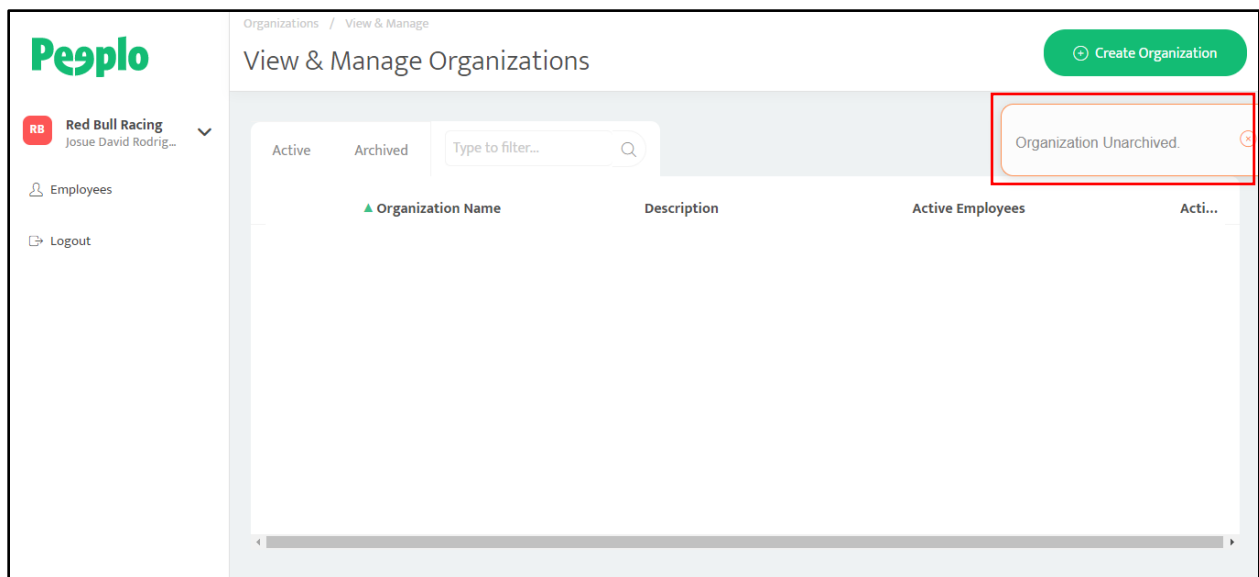 Organizations / View & Manage
Peeplo
View & Manage Organizations
Create Organization
RB
Red Bull Racing
Josue David Rodrig...
Active
Archived
Type to filter...
Organization Unarchived.
Employees
▲ Organization Name
Description
Active Employees
Acti...
Logout